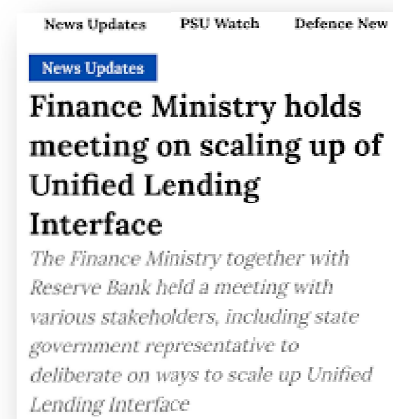 News Updates PSU Watch Defence New
News Updates
Finance Ministry holds
meeting on scaling up of
Unified Lending
Interface
The Finance Ministry together with
Reserve Bank held a meeting with
various stakeholders, including state
government representative to
deliberate on ways to scale up Unified
Lending Interface